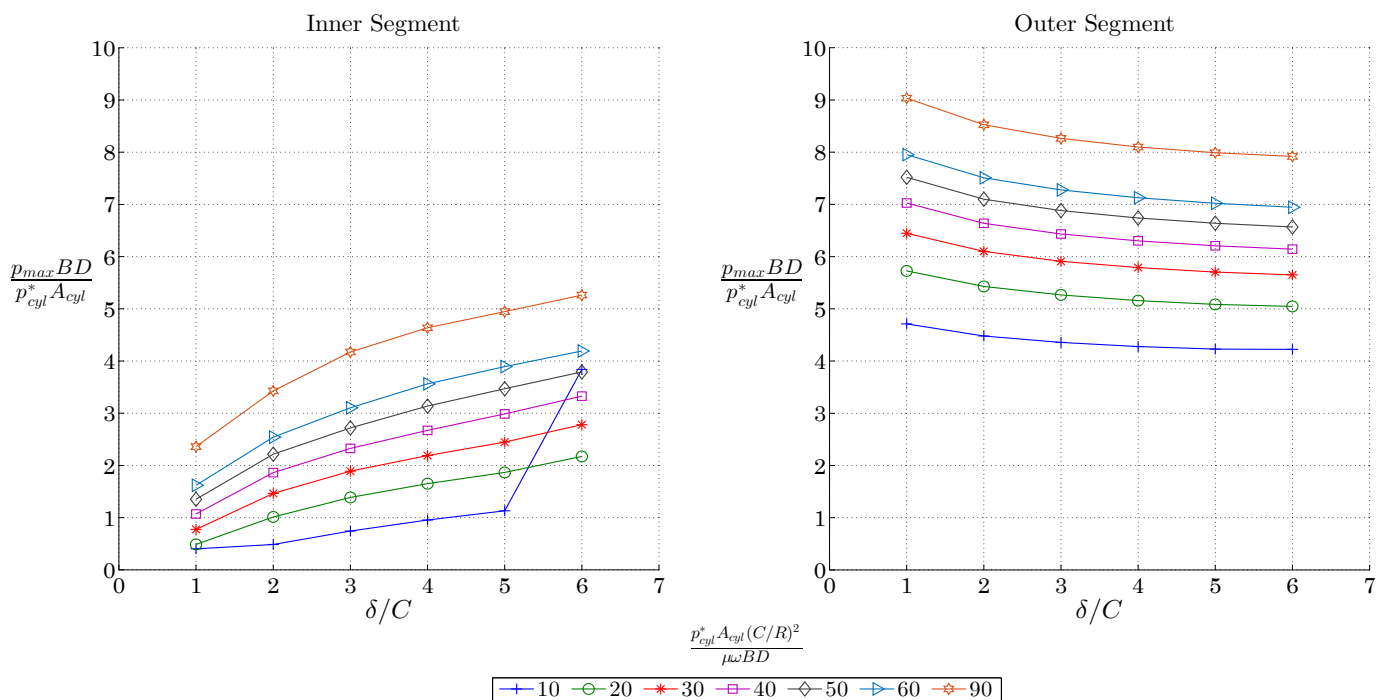 Inner Segment
10
9
8
7
6
5
4
3
2
1
0
p_max BD / p*_cyl A_cyl
0 1 2 3 4 5 6 7
δ/C
Outer Segment
10
9
8
7
6
5
4
3
2
1
0
p_max BD / p*_cyl A_cyl
0 1 2 3 4 5 6 7
δ/C
p*_cyl A_cyl (C/R)² / μωBD
10 20 30 40 50 60 90